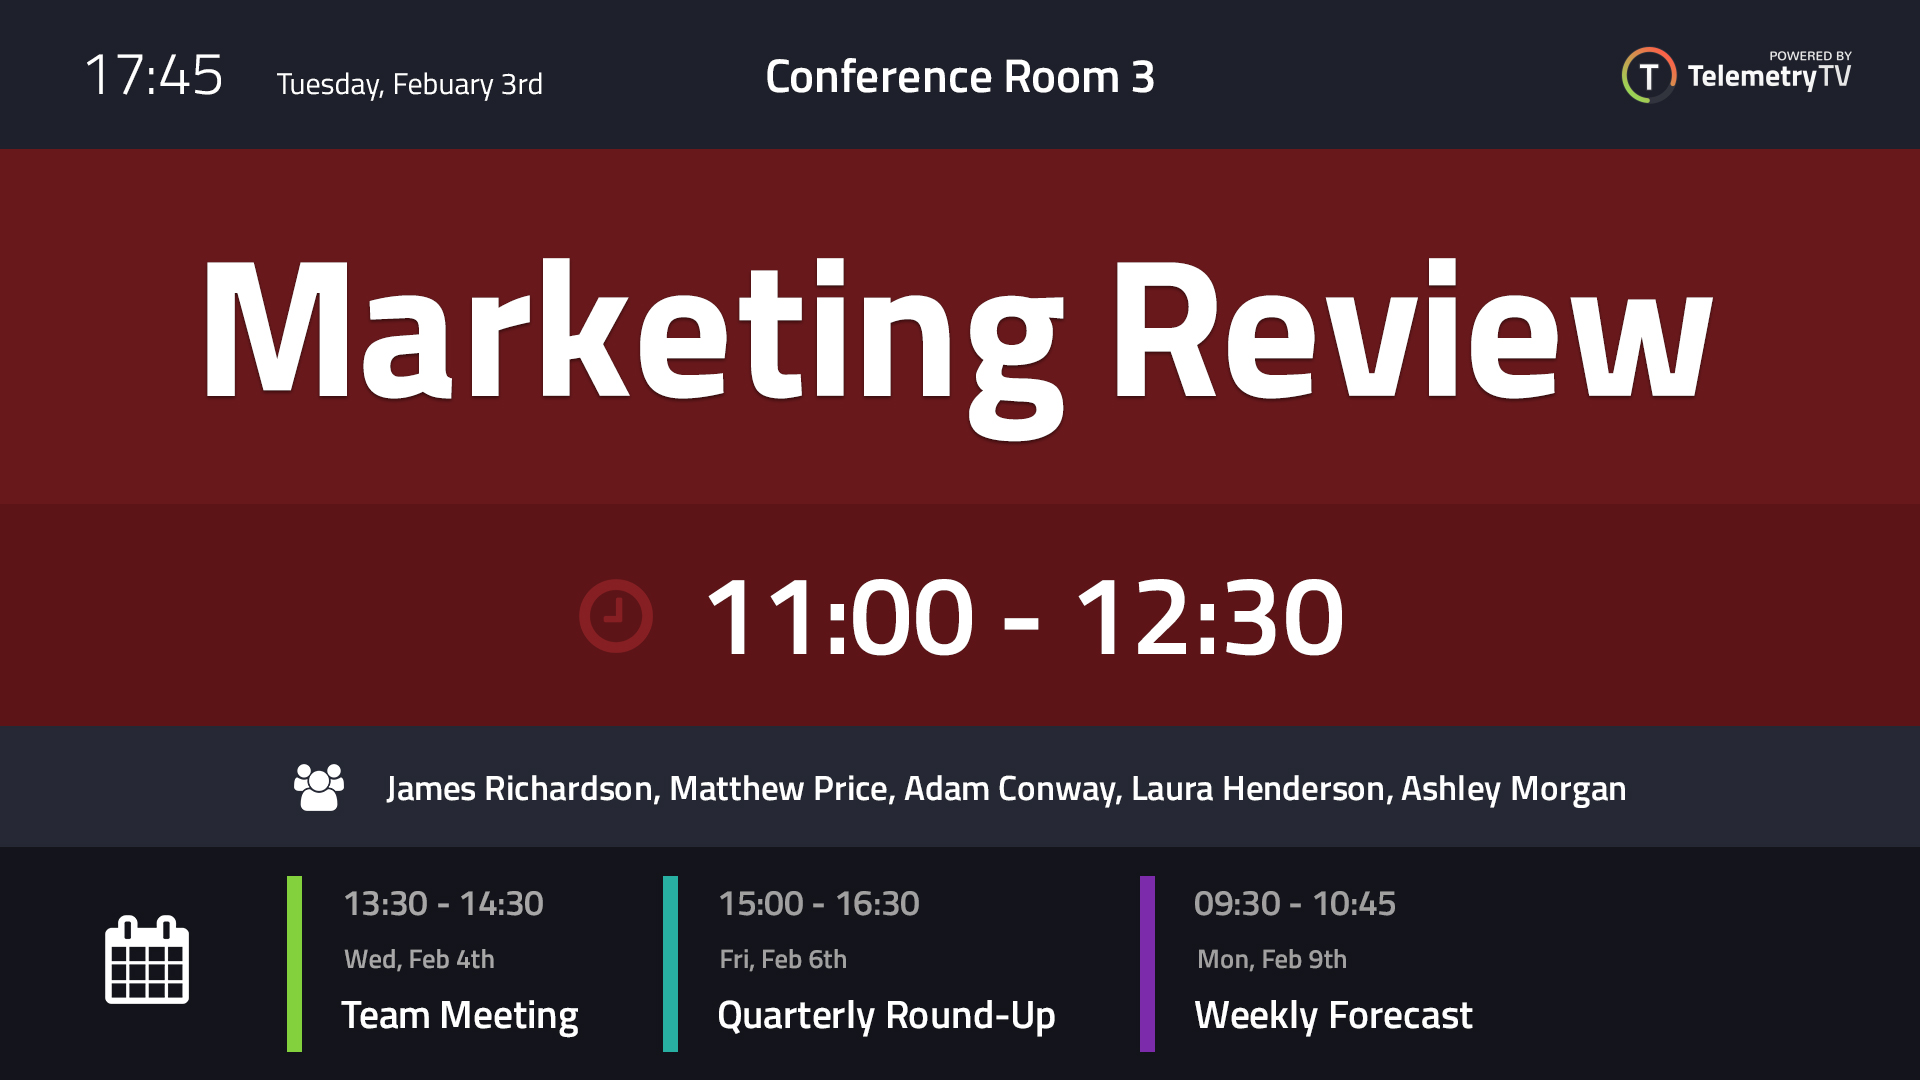 17:45 Tuesday, Febuary 3rd
Conference Room 3
POWERED BY
T TelemetryTV
Marketing Review
11:00 - 12:30
James Richardson, Matthew Price, Adam Conway, Laura Henderson, Ashley Morgan
13:30 - 14:30
Wed, Feb 4th
Team Meeting
15:00 - 16:30
Fri, Feb 6th
Quarterly Round-Up
09:30 - 10:45
Mon, Feb 9th
Weekly Forecast